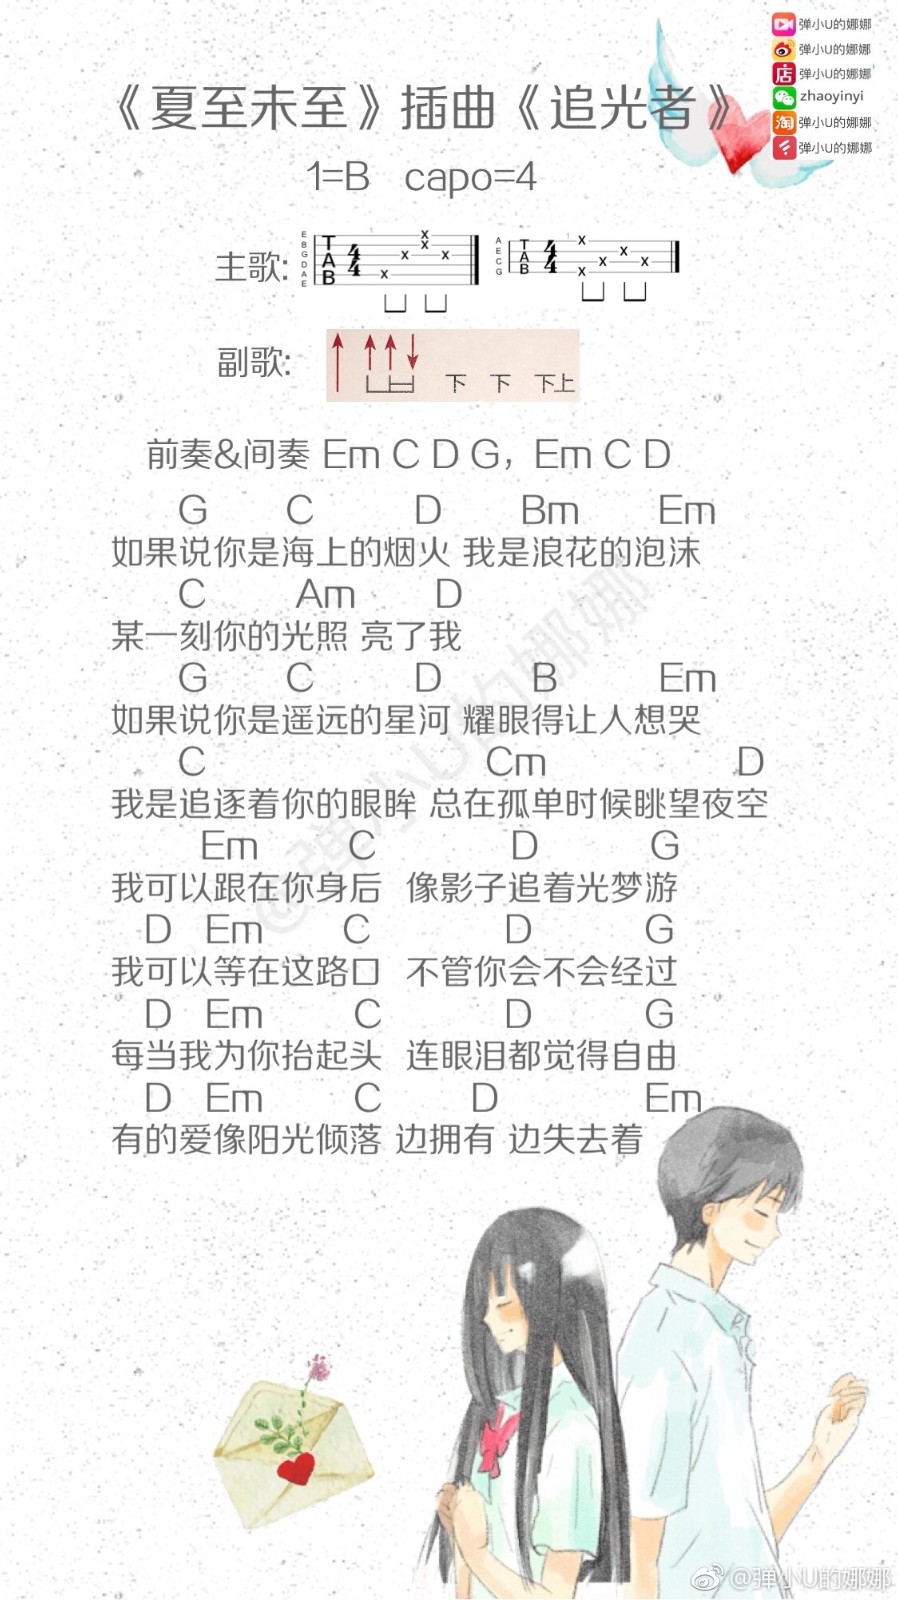 弹小U的娜娜
弹小U的娜娜
弹小U的娜娜
zhaoyinyi
弹小U的娜娜
弹小U的娜娜
《夏至未至》插曲《追光者》
1=B capo=4
主歌:
E B G D A E T A B 4 4 1 X X X X X
A E C G T A B 4 4 1 X X X X X
副歌:
下 下 下上
前奏&间奏 Em C D G，Em C D
G C D Bm Em
如果说你是海上的烟火 我是浪花的泡沫
C Am D
某一刻你的光照 亮了我
G C D B Em
如果说你是遥远的星河 耀眼得让人想哭
C Cm D
我是追逐着你的眼眸 总在孤单时候眺望夜空
Em C D G
我可以跟在你身后 像影子追着光梦游
D Em C D G
我可以等在这路口 不管你会不会经过
D Em C D G
每当我为你抬起头 连眼泪都觉得自由
D Em C D Em
有的爱像阳光倾落 边拥有 边失去着
@弹小U的娜娜
@弹小U的娜娜